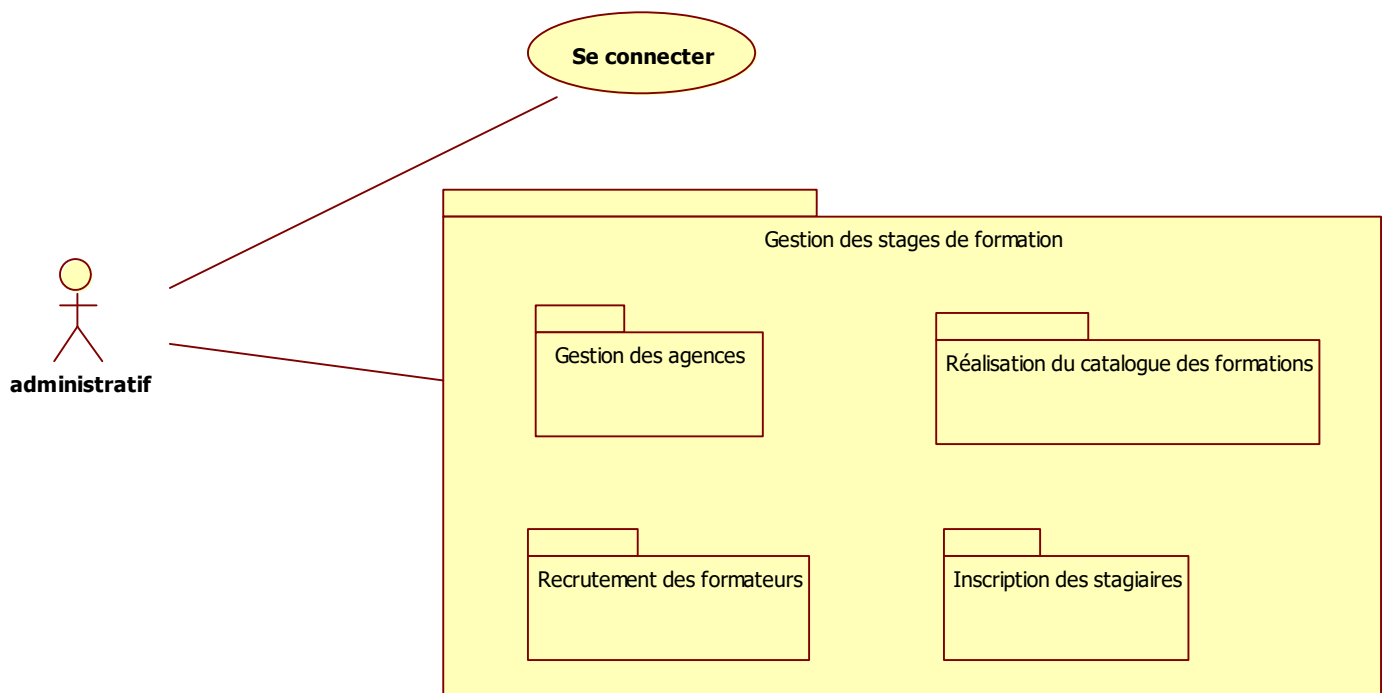 Se connecter
Gestion des stages de formation
Gestion des agences
Réalisation du catalogue des formations
administratif
Recrutement des formateurs
Inscription des stagiaires